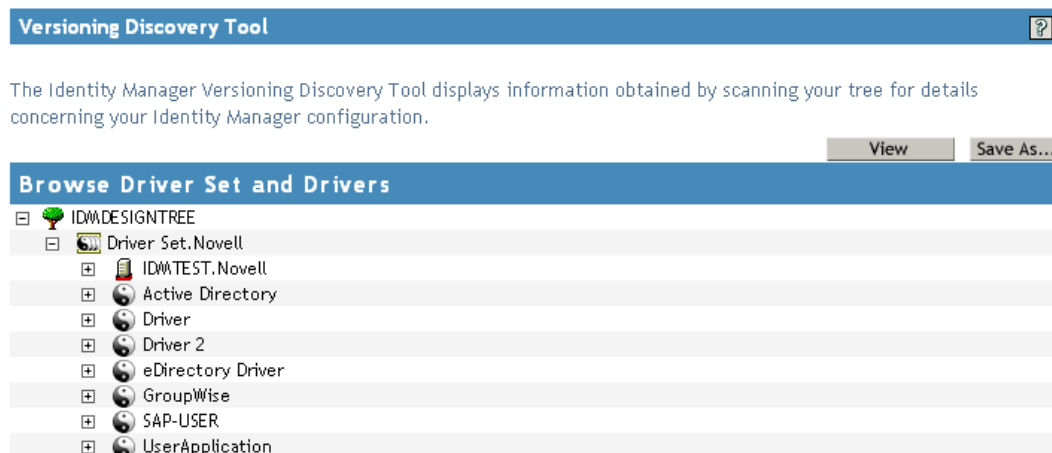 Versioning Discovery Tool
?
The Identity Manager Versioning Discovery Tool displays information obtained by scanning your tree for details
concerning your Identity Manager configuration.
View Save As...
Browse Driver Set and Drivers
IDMDESIGNTREE
Driver Set.Novell
IDMTEST.Novell
Active Directory
Driver
Driver 2
eDirectory Driver
GroupWise
SAP-USER
UserApplication